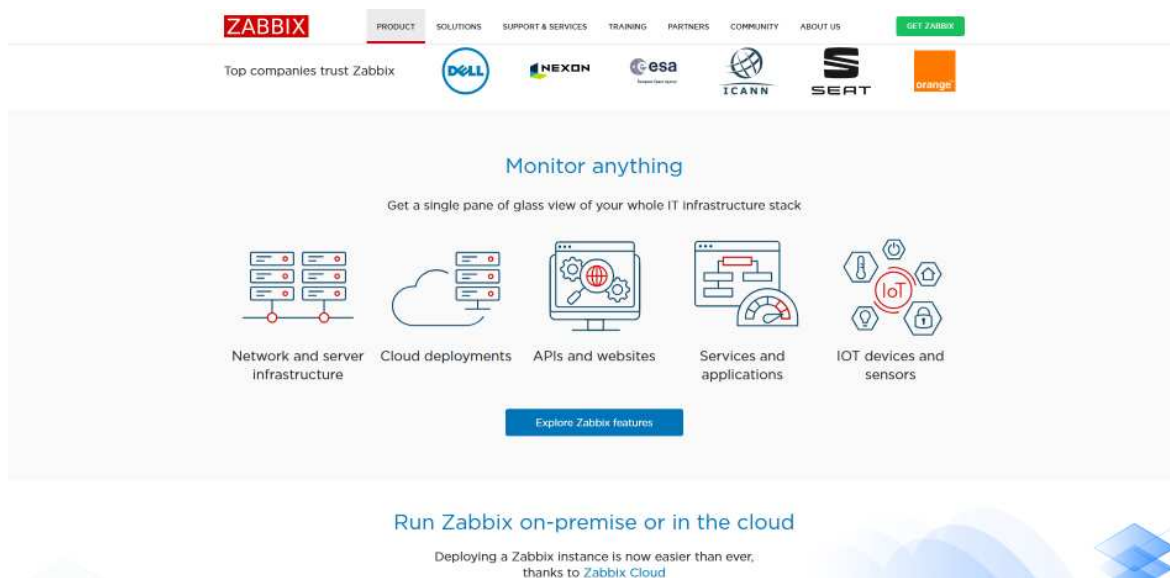 ZABBIX
PRODUCT SOLUTIONS SUPPORT & SERVICES TRAINING PARTNERS COMMUNITY ABOUT US GET ZABBIX
Top companies trust Zabbix
DELL
NEXON
esa
European Space Agency
ICANN
SEAT
orange
Monitor anything
Get a single pane of glass view of your whole IT infrastructure stack
IoT
Network and server
infrastructure
Cloud deployments
APIs and websites
Services and
applications
IOT devices and
sensors
Explore Zabbix features
Run Zabbix on-premise or in the cloud
Deploying a Zabbix instance is now easier than ever,
thanks to Zabbix Cloud